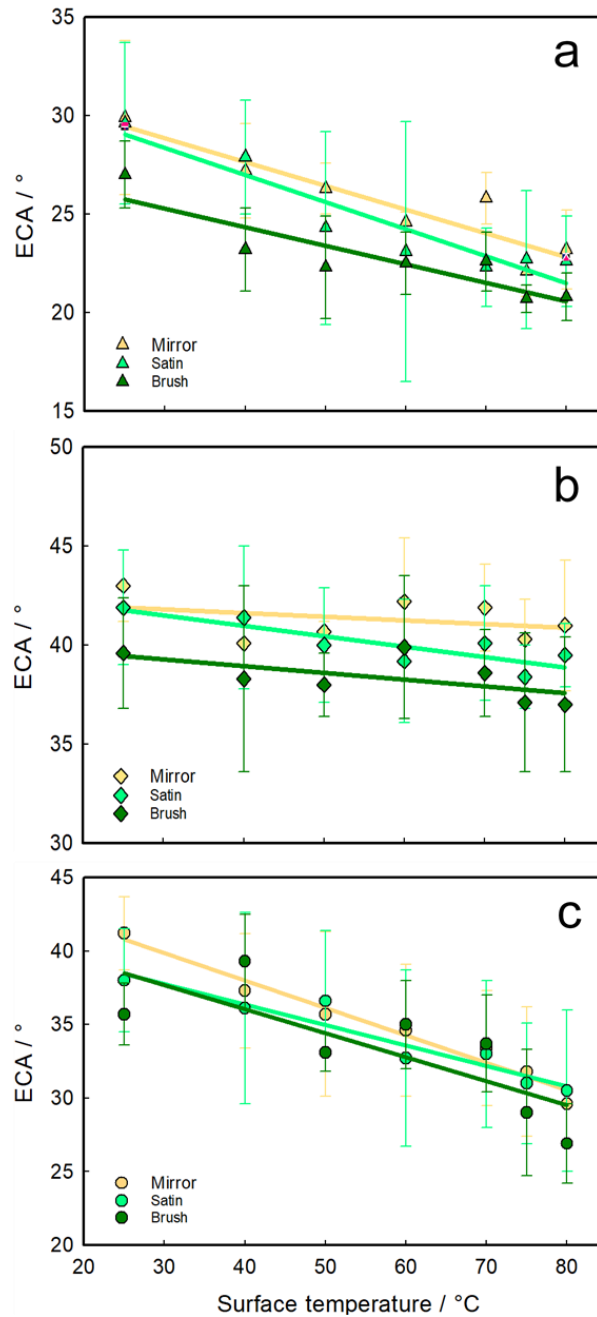 a
35
30
25
20
15
ECA / °
Mirror
Satin
Brush
b
50
45
40
35
30
ECA / °
Mirror
Satin
Brush
c
45
40
35
30
25
20
ECA / °
Mirror
Satin
Brush
20 30 40 50 60 70 80
Surface temperature / °C